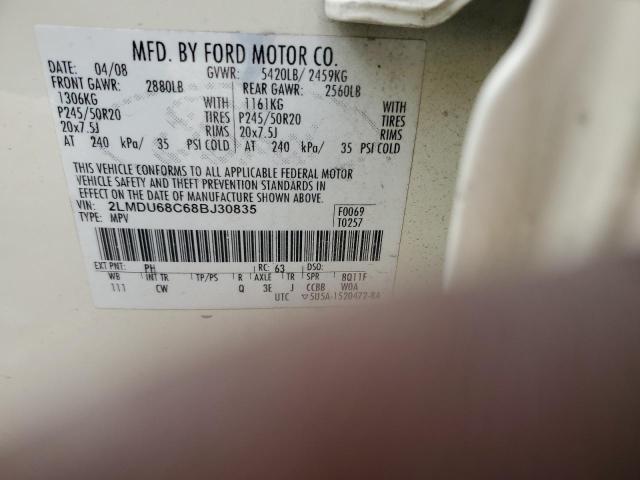 MFD. BY FORD MOTOR CO.
DATE: 04/08 GVWR: 5420LB/ 2459KG
FRONT GAWR: 2880LB REAR GAWR: 2560LB
1306KG WITH 1161KG WITH
P245/50R20 TIRES P245/50R20 TIRES
20x7.5J RIMS 20x7.5J RIMS
AT 240 kPa/ 35 PSI COLD AT 240 kPa/ 35 PSI COLD
THIS VEHICLE CONFORMS TO ALL APPLICABLE FEDERAL MOTOR
VEHICLE SAFETY AND THEFT PREVENTION STANDARDS IN
EFFECT ON THE DATE OF MANUFACTURE SHOWN ABOVE.
VIN: 2LMDU68C68BJ30835 F0069
TYPE: MPV T0257
EXT PNT: PH RC: 63 DSO:
WB INT TR TP/PS R AXLE TR SPR 8Q11F
111 CW Q 3E J CCBB W0A
UTC ▽5U5A-1520472-BA